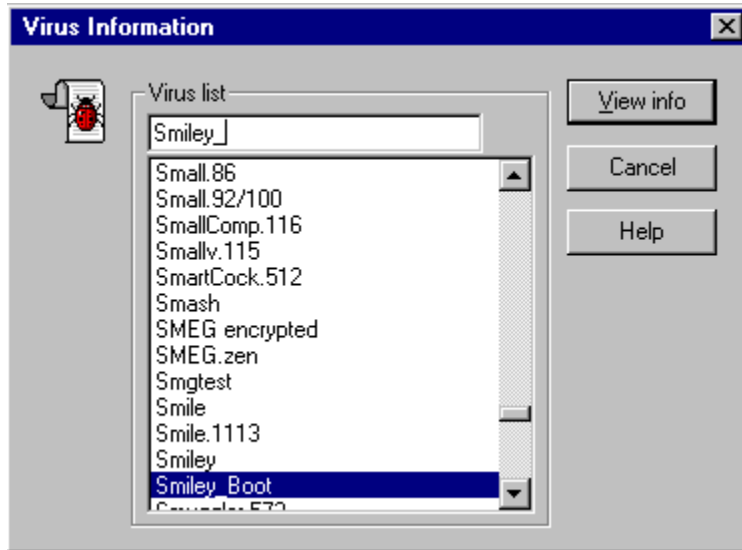 Virus Information
Virus list
Smiley_
Small.86
Small.92/100
SmallComp.116
Smallv.115
SmartCock.512
Smash
SMEG encrypted
SMEG.zen
Smgtest
Smile
Smile.1113
Smiley
Smiley_Boot
View info
Cancel
Help